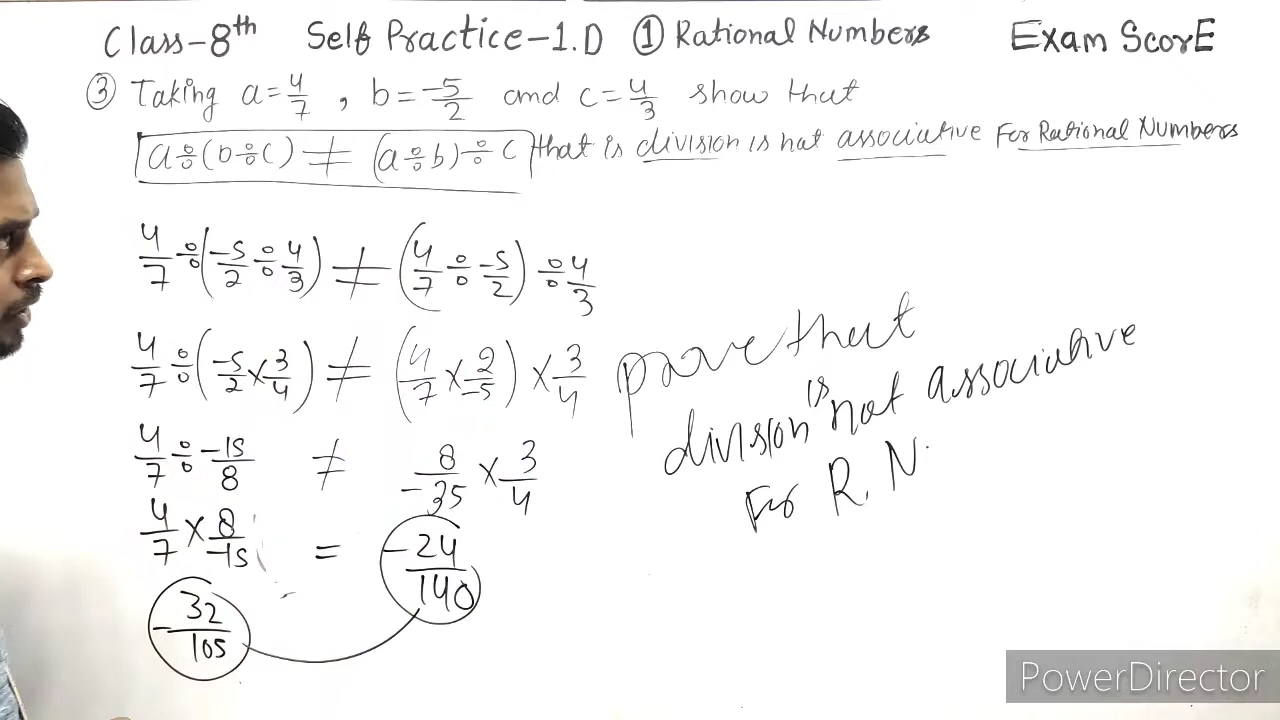 Class-8th Self Practice-1.D ① Rational Numbers Exam ScorE
③ Taking a=4/7 , b=-5/2 and c=4/3 show that
a÷(b÷c) ≠ (a÷b)÷c that is division is not associative For Rational Numbers
4/7 ÷ (-5/2 ÷ 4/3) ≠ (4/7 ÷ -5/2) ÷ 4/3
4/7 ÷ (-5/2 × 3/4) ≠ (4/7 × 2/-5) × 3/4
4/7 ÷ -15/8 ≠ 8/-35 × 3/4
4/7 × 8/-15 = -24/140
-32/105
prove that
division is not associative
For R.N.
PowerDirector